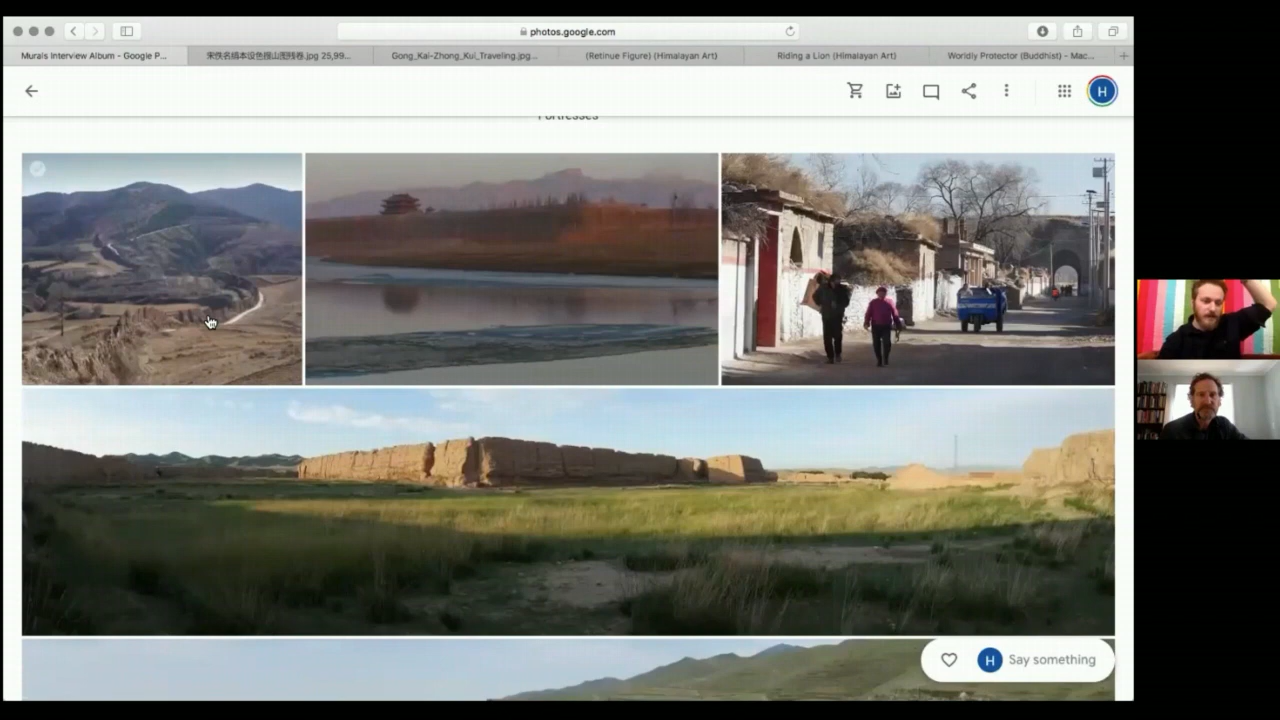 photos.google.com
Murals Interview Album - Google P...
宋佚名绢本设色搜山图残卷.jpg 25,99...
Gong_Kai-Zhong_Kui_Traveling.jpg...
(Retinue Figure) (Himalayan Art)
Riding a Lion (Himalayan Art)
Worldly Protector (Buddhist) - Mac...
H
Fortresses
H Say something